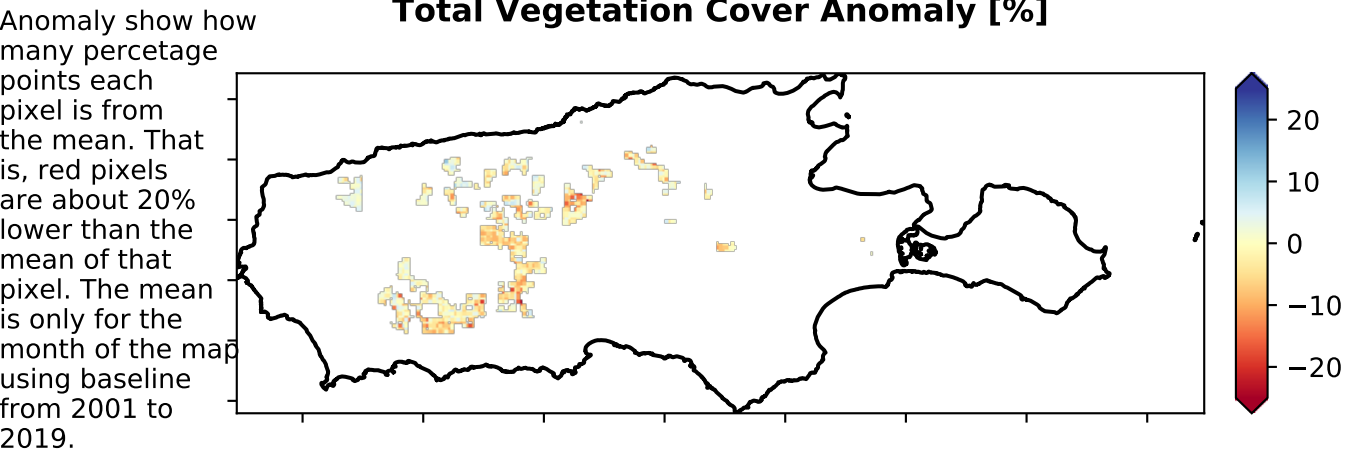 Total Vegetation Cover Anomaly [%]
Anomaly show how
many percetage
points each
pixel is from
the mean. That
is, red pixels
are about 20%
lower than the
mean of that
pixel. The mean
is only for the
month of the map
using baseline
from 2001 to
2019.
20
10
0
−10
−20